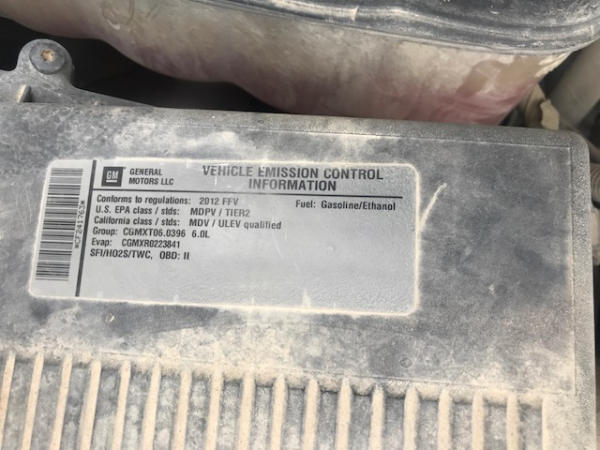 GM
GENERAL
MOTORS LLC
VEHICLE EMISSION CONTROL
INFORMATION
Conforms to regulations: 2012 FFV Fuel: Gasoline/Ethanol
U.S. EPA class / stds: MDPV / TIER2
California class / stds: MDV / ULEV qualified
Group: CGMXT06.0396 6.0L
Evap: CGMXR0223841
SFI/HO2S/TWC, OBD: II
*CF241763*